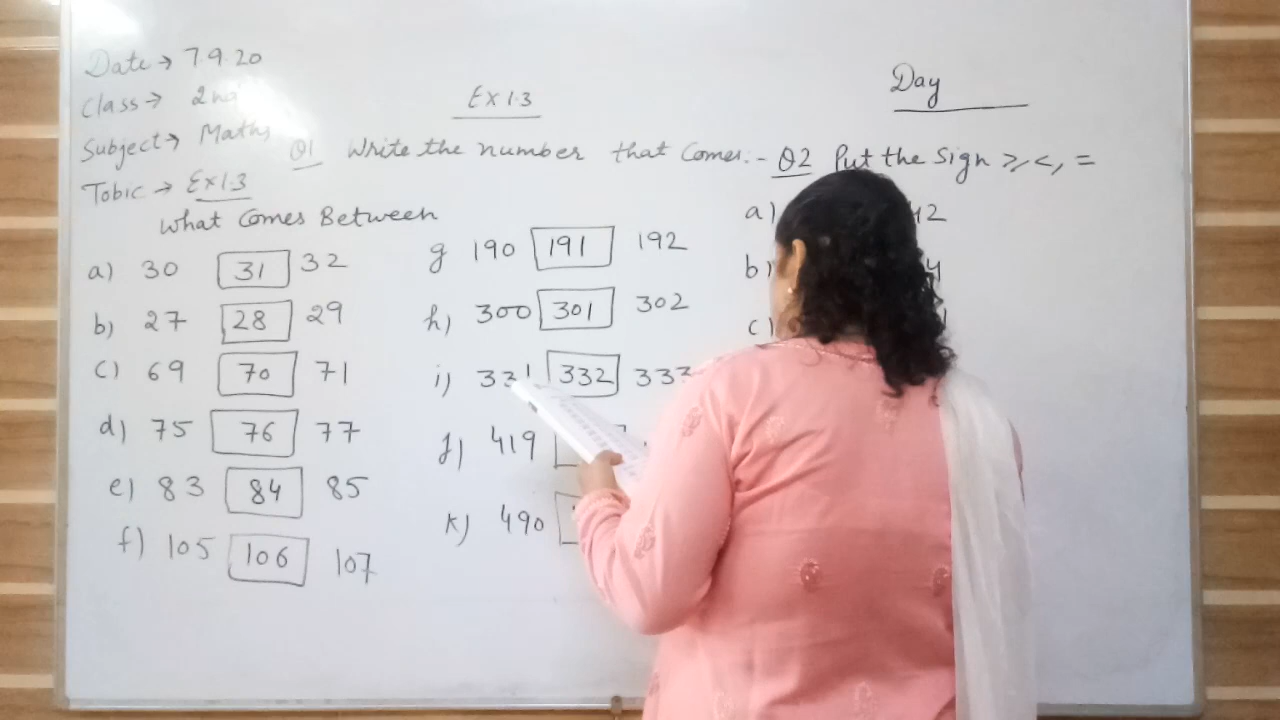 Date → 7.9.20
Class → 2nd
Subject → Maths
Tobic → Ex 1.3
Ex 1.3
Day
Q1 Write the number that Comes:-
What Comes Between
a) 30 31 32
b) 27 28 29
c) 69 70 71
d) 75 76 77
e) 83 84 85
f) 105 106 107
g 190 191 192
h) 300 301 302
i) 331 332 333
j) 419
k) 490
Q2 Put the Sign >, <, =
a) 42
b)
c)